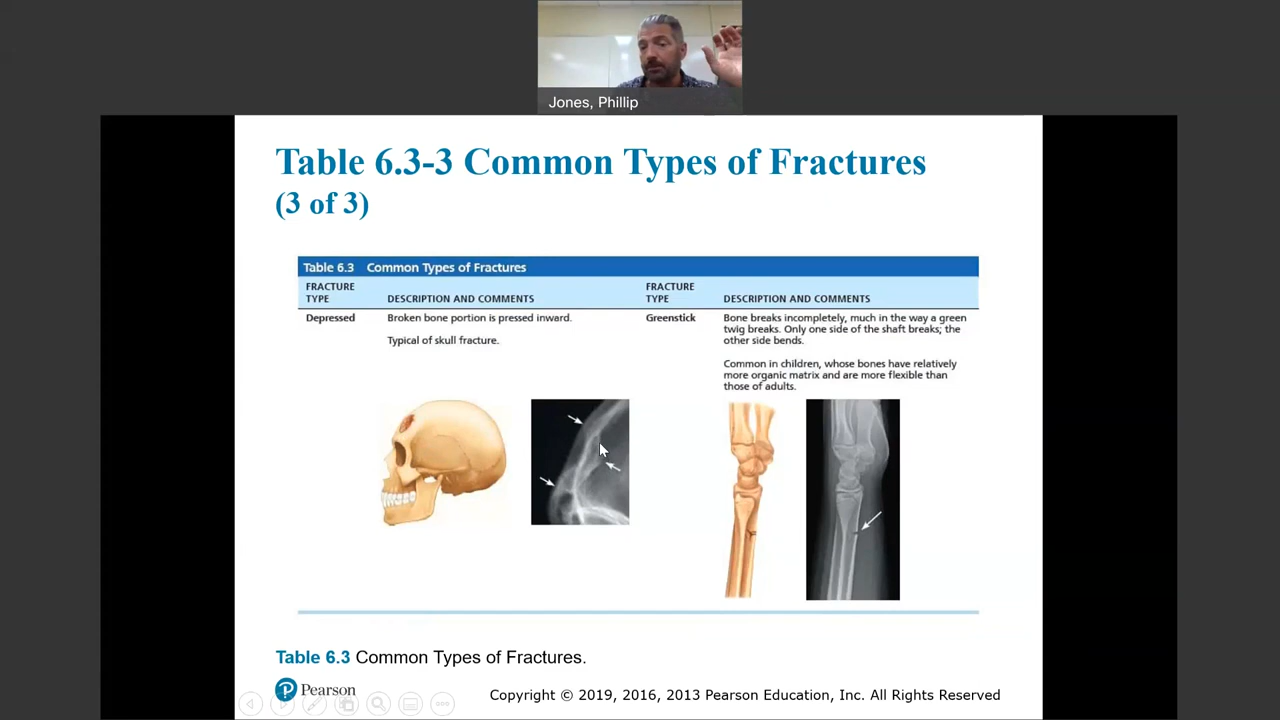 Jones, Phillip
Table 6.3-3 Common Types of Fractures
(3 of 3)
Table 6.3 Common Types of Fractures
FRACTURE
TYPE
DESCRIPTION AND COMMENTS
FRACTURE
TYPE
DESCRIPTION AND COMMENTS
Depressed
Broken bone portion is pressed inward.
Typical of skull fracture.
Greenstick
Bone breaks incompletely, much in the way a green
twig breaks. Only one side of the shaft breaks; the
other side bends.
Common in children, whose bones have relatively
more organic matrix and are more flexible than
those of adults.
Table 6.3 Common Types of Fractures.
P Pearson
Copyright © 2019, 2016, 2013 Pearson Education, Inc. All Rights Reserved